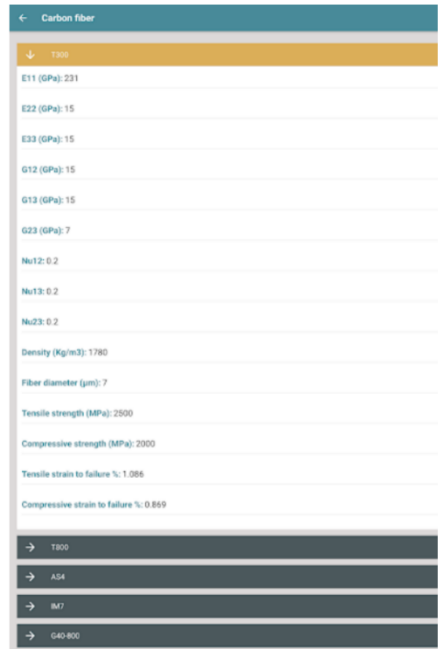 Carbon fiber
T300
E11 (GPa): 231
E22 (GPa): 15
E33 (GPa): 15
G12 (GPa): 15
G13 (GPa): 15
G23 (GPa): 7
Nu12: 0.2
Nu13: 0.2
Nu23: 0.2
Density (Kg/m3): 1780
Fiber diameter (μm): 7
Tensile strength (MPa): 2500
Compressive strength (MPa): 2000
Tensile strain to failure %: 1.086
Compressive strain to failure %: 0.869
T800
AS4
IM7
G40-800